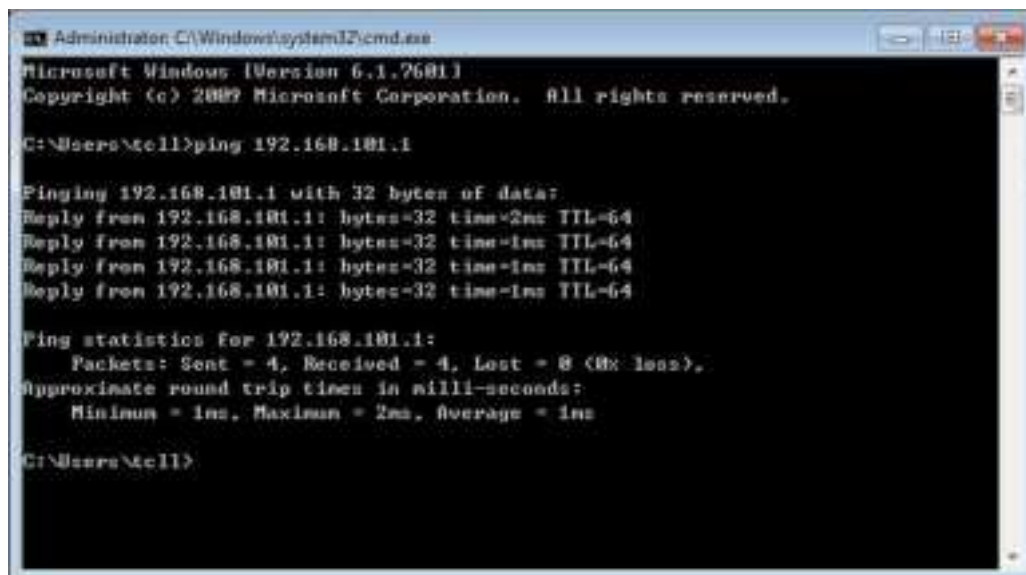 Administrator: C:\Windows\system32\cmd.exe
Microsoft Windows [Version 6.1.7601]
Copyright (c) 2009 Microsoft Corporation.  All rights reserved.
C:\Users\tcll>ping 192.168.101.1
Pinging 192.168.101.1 with 32 bytes of data:
Reply from 192.168.101.1: bytes=32 time=2ms TTL=64
Reply from 192.168.101.1: bytes=32 time=1ms TTL=64
Reply from 192.168.101.1: bytes=32 time=1ms TTL=64
Reply from 192.168.101.1: bytes=32 time=1ms TTL=64
Ping statistics for 192.168.101.1:
Packets: Sent = 4, Received = 4, Lost = 0 (0% loss),
Approximate round trip times in milli-seconds:
Minimum = 1ms, Maximum = 2ms, Average = 1ms
C:\Users\tcll>